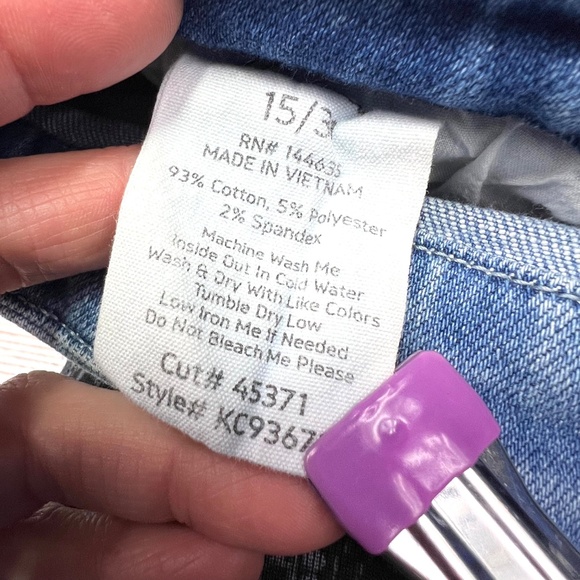 15/3
RN# 144635
MADE IN VIETNAM
93% Cotton, 5% Polyester
2% Spandex
Machine Wash Me
Inside Out In Cold Water
Wash & Dry With Like Colors
Tumble Dry Low
Low Iron Me If Needed
Do Not Bleach Me Please
Cut# 45371
Style#